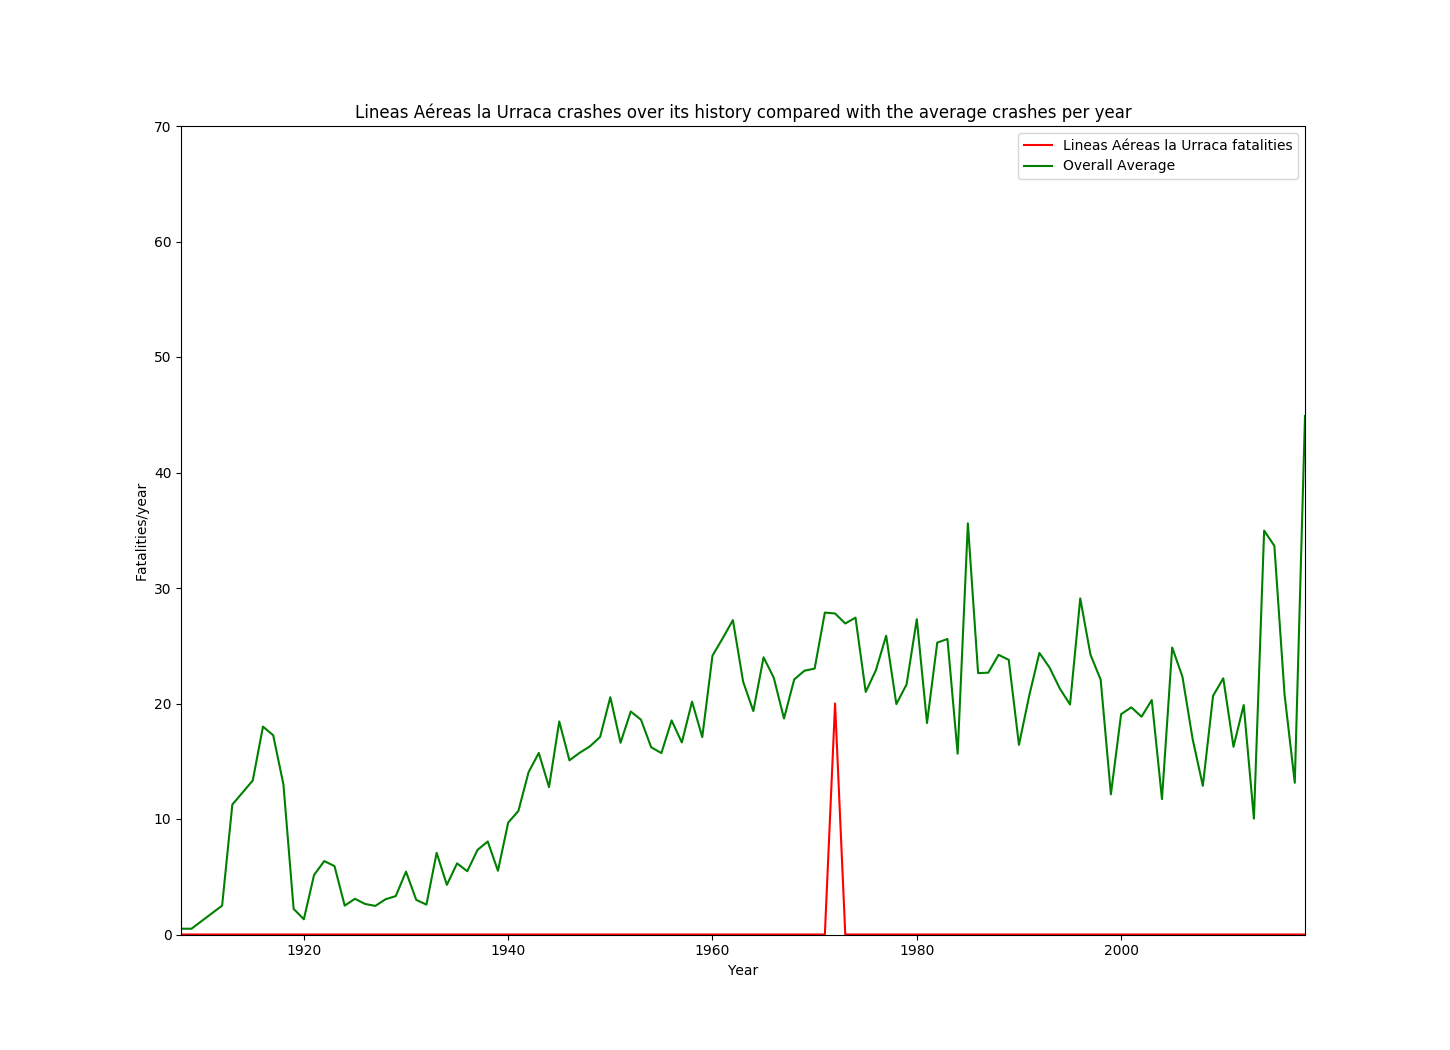 Lineas Aéreas la Urraca crashes over its history compared with the average crashes per year
Lineas Aéreas la Urraca fatalities
Overall Average
70
60
50
40
30
20
10
0
Fatalities/year
1920
1940
1960
1980
2000
Year